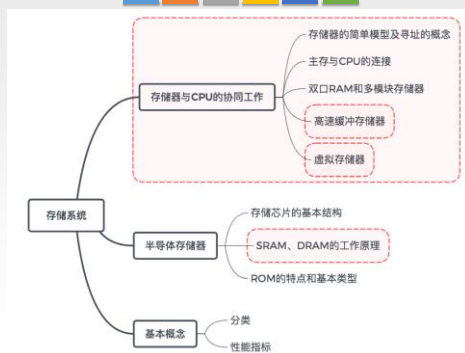 存储器的简单模型及寻址的概念
主存与CPU的连接
存储器与CPU的协同工作
双口RAM和多模块存储器
高速缓冲存储器
虚拟存储器
存储系统
存储芯片的基本结构
半导体存储器
SRAM、DRAM的工作原理
ROM的特点和基本类型
基本概念
分类
性能指标